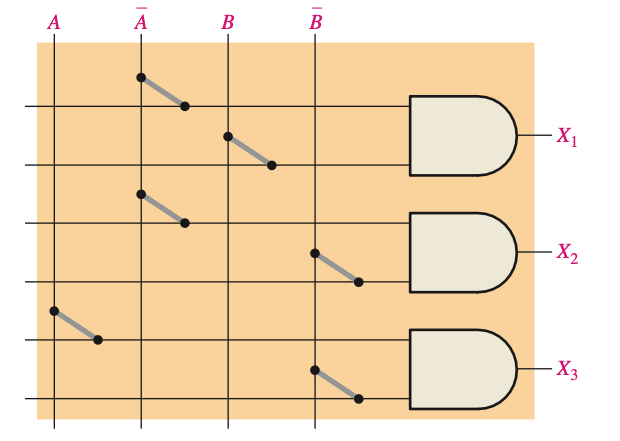 A A̅ B B̅
X₁
X₂
X₃